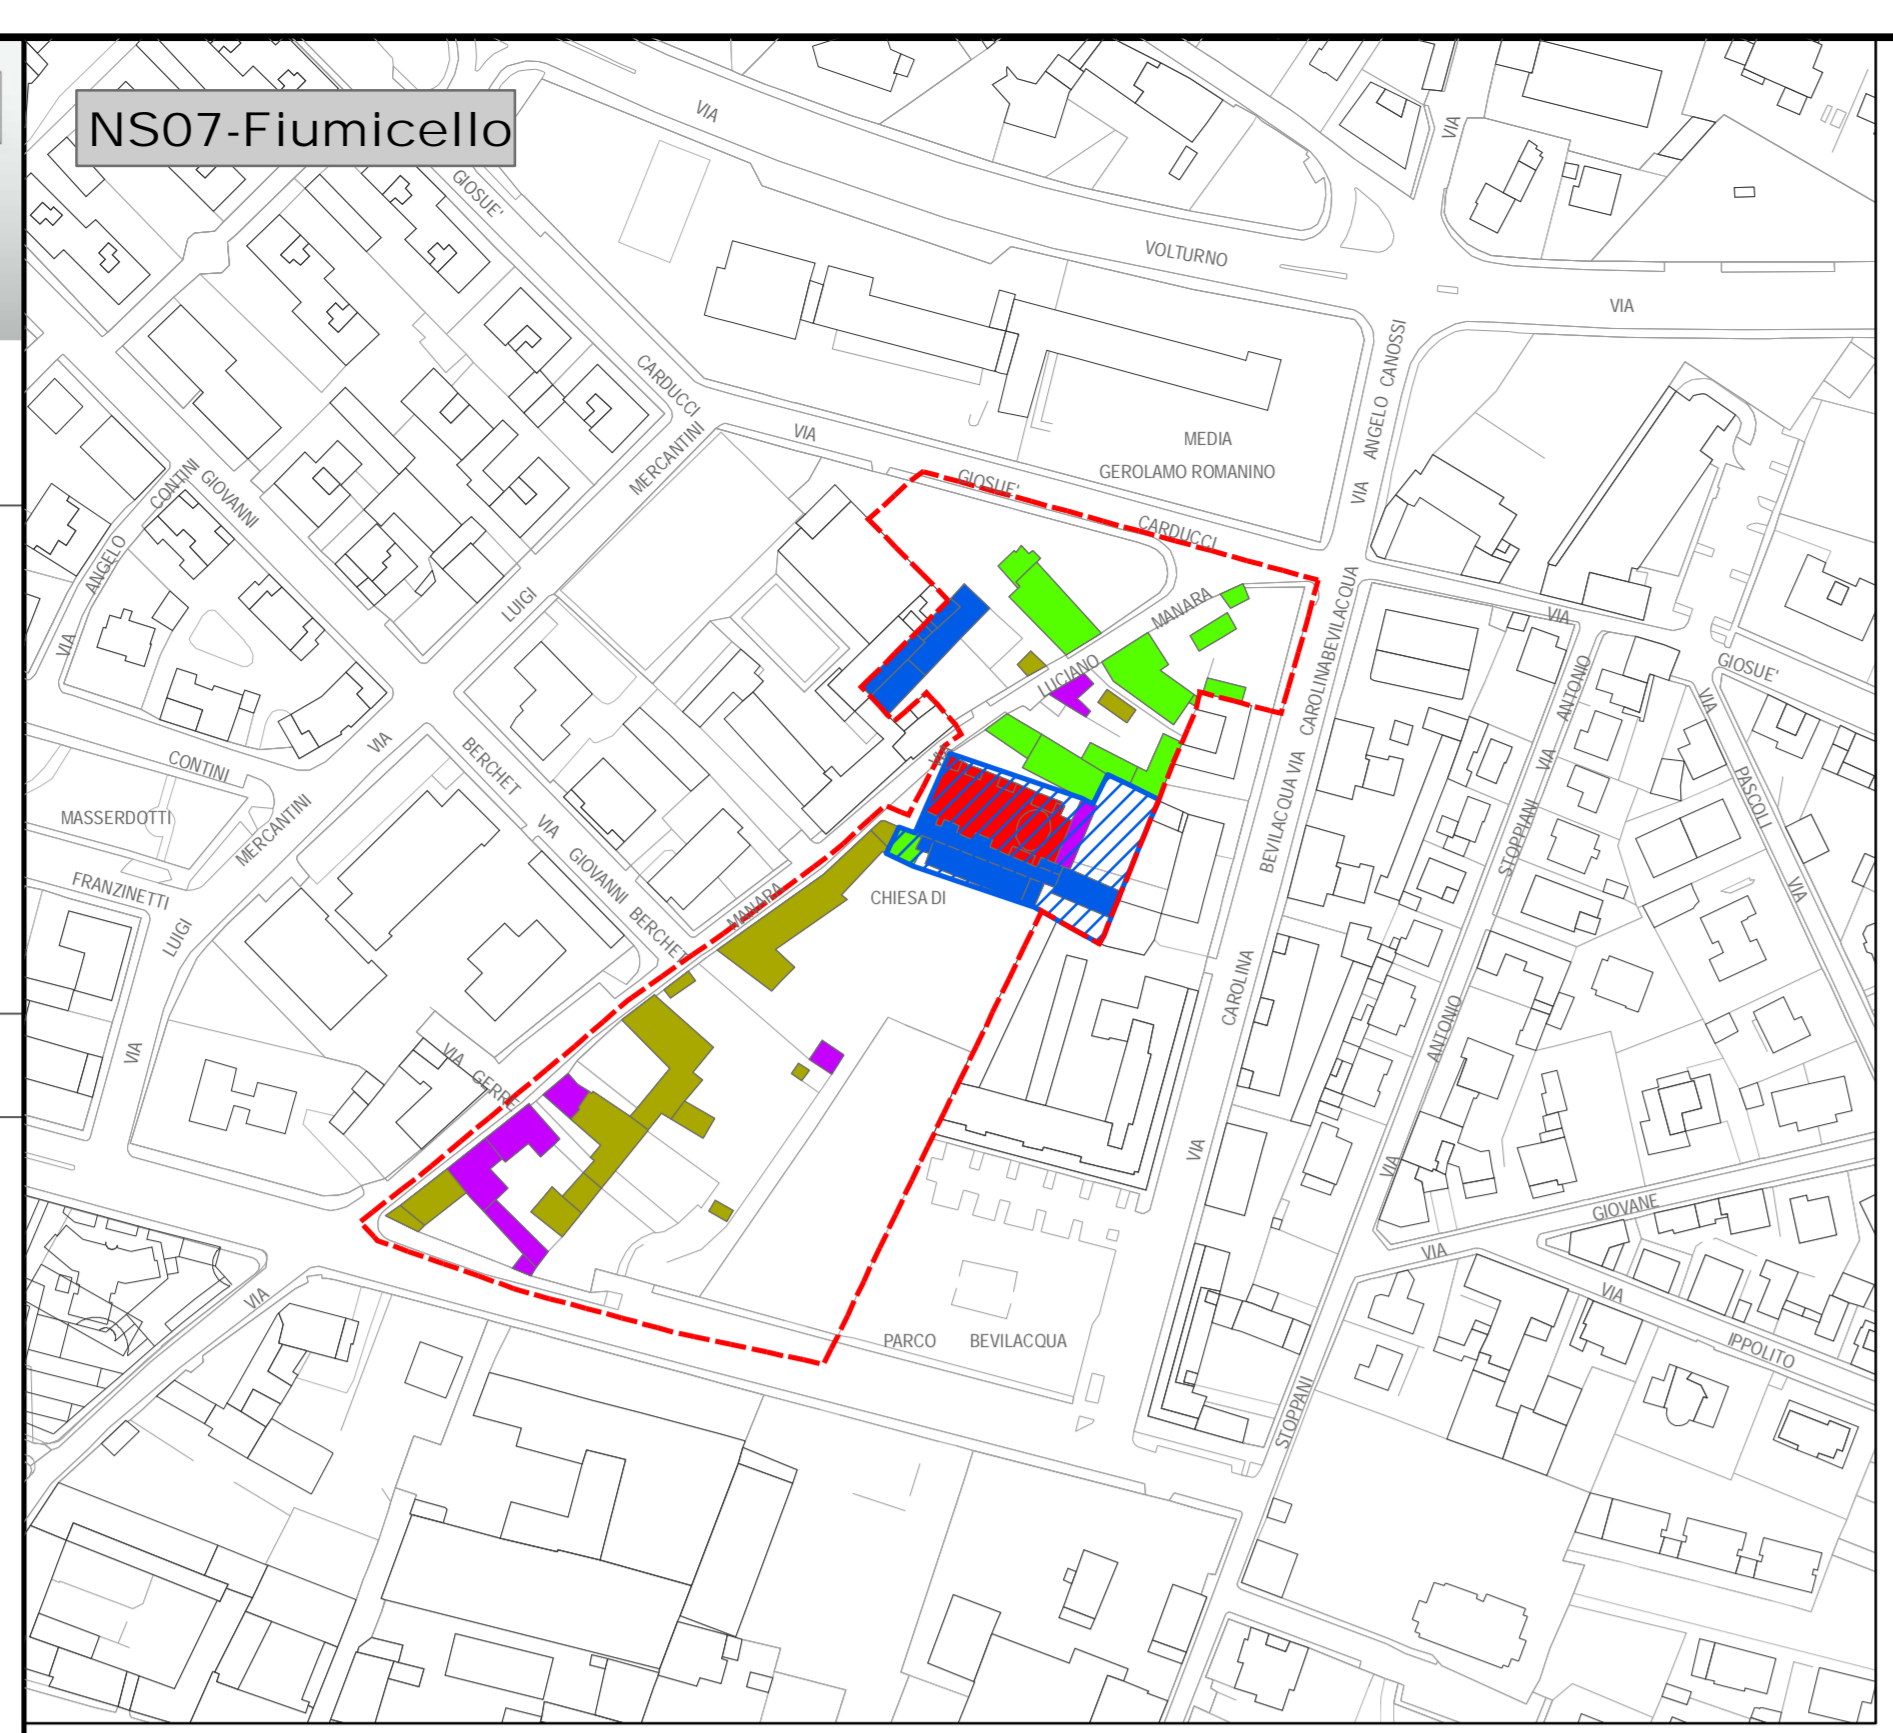 NS07-Fiumicello
VIA
VIA
GIOSUE'
VOLTURNO
VIA
CARDUCCI
ANGELO CANOSSI
VIA
MERCANTINI
VIA
MEDIA
GEROLAMO ROMANINO
GIOSUE'
CARDUCCI
CONTINI
GIOVANNI
ANGELO
VIA
LUIGI
MANARA
LUCIANO
VIA
CAROLINABEVILACQUA
VIA
GIOSUE'
ANTONIO
VIA
VIA
PASCOLI
VIA
CONTINI
VIA
BERCHET
MASSERDOTTI
MERCANTINI
VIA
GIOVANNI
BERCHET
BEVILACQUA VIA
STOPPIANI
FRANZINETTI
LUIGI
MANARA
CHIESA DI
VIA
VIA
GERRE
CAROLINA
ANTONIO
VIA
VIA
GIOVANE
VIA
VIA
VIA
IPPOLITO
PARCO BEVILACQUA
STOPPANI